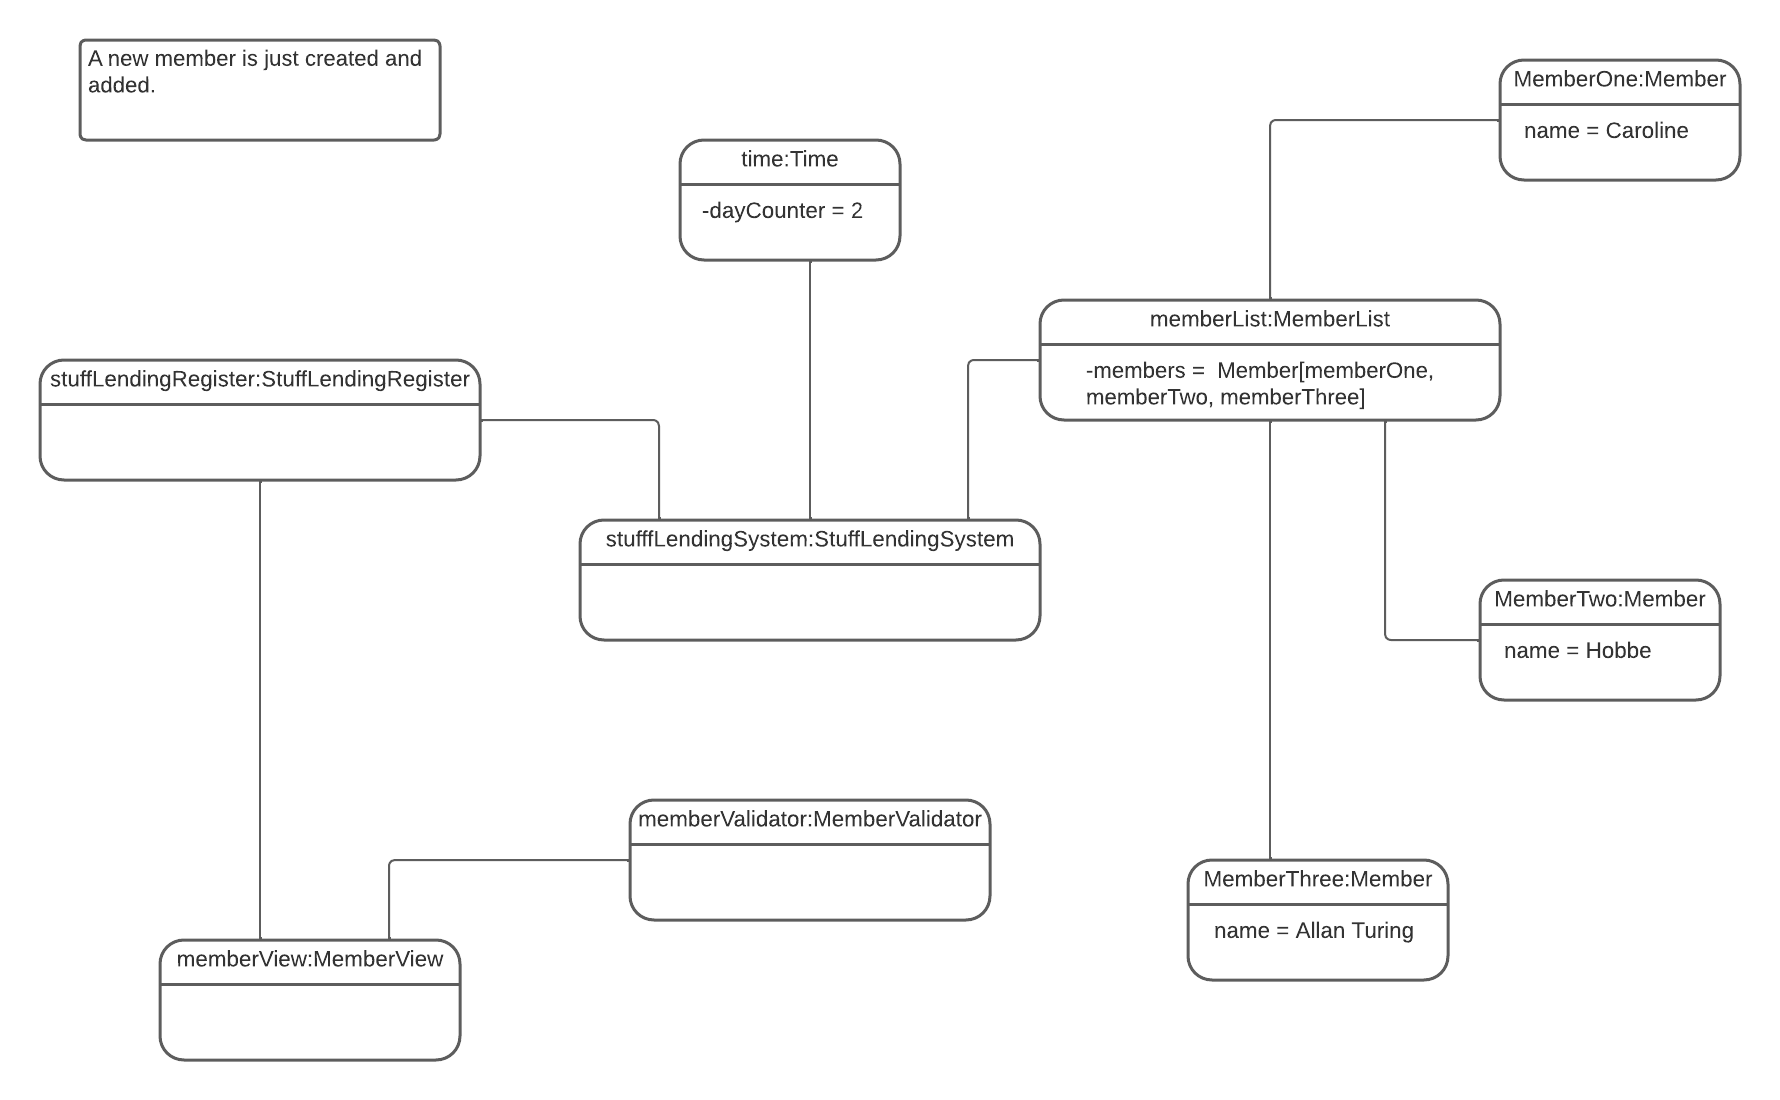 A new member is just created and
added.
MemberOne:Member
name = Caroline
time:Time
-dayCounter = 2
memberList:MemberList
-members =  Member[memberOne,
memberTwo, memberThree]
stuffLendingRegister:StuffLendingRegister
stufffLendingSystem:StuffLendingSystem
MemberTwo:Member
name = Hobbe
memberValidator:MemberValidator
MemberThree:Member
name = Allan Turing
memberView:MemberView